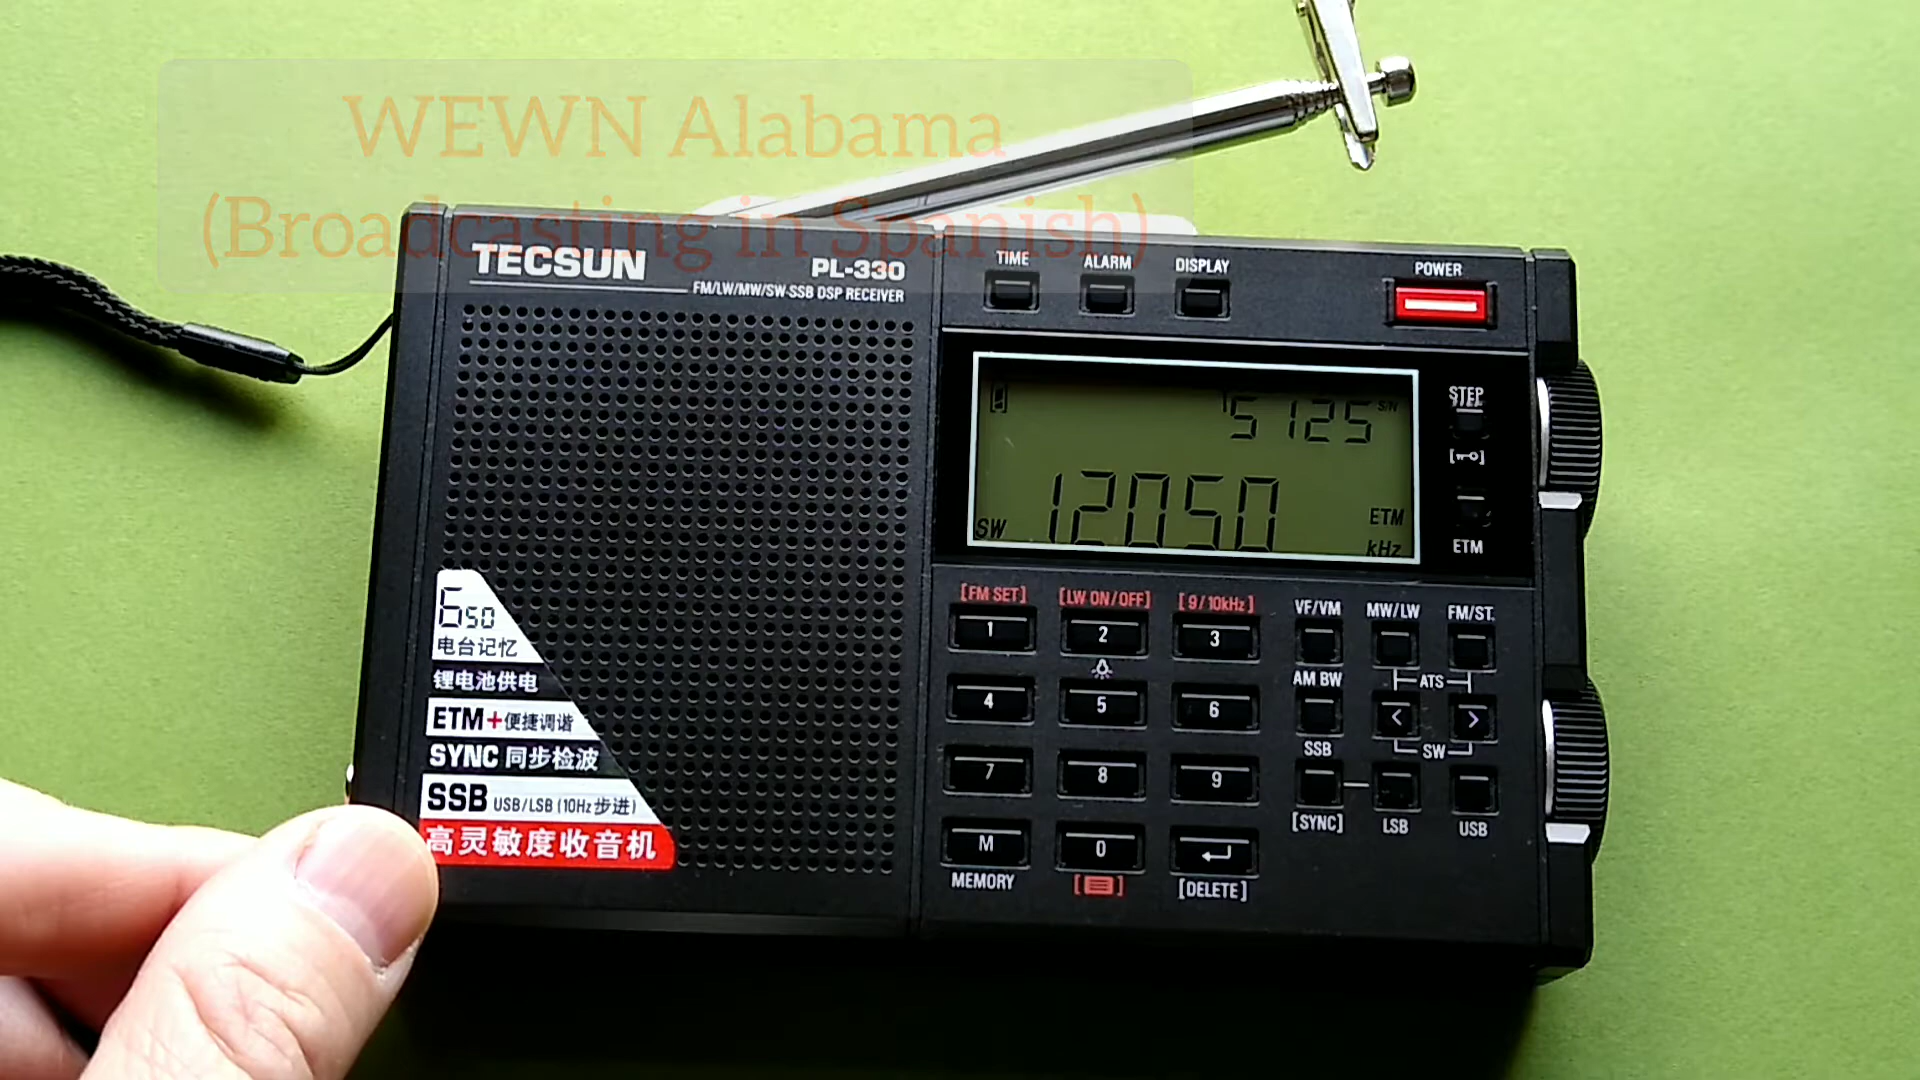 WEWN Alabama
(Broadcasting in Spanish)
TECSUN
PL-330
FM/LW/MW/SW-SSB DSP RECEIVER
TIME
ALARM
DISPLAY
POWER
5125
S/N
SW
12050
ETM
kHz
STEP
ETM
650
电台记忆
锂电池供电
ETM+便捷调谐
SYNC 同步检波
SSB USB/LSB (10Hz步进)
高灵敏度收音机
[FM SET]
[LW ON/OFF]
[9/10kHz]
1
2
3
4
5
6
7
8
9
M
0
MEMORY
[DELETE]
VF/VM
MW/LW
FM/ST.
AM BW
ATS
<
>
SSB
SW
[SYNC]
LSB
USB